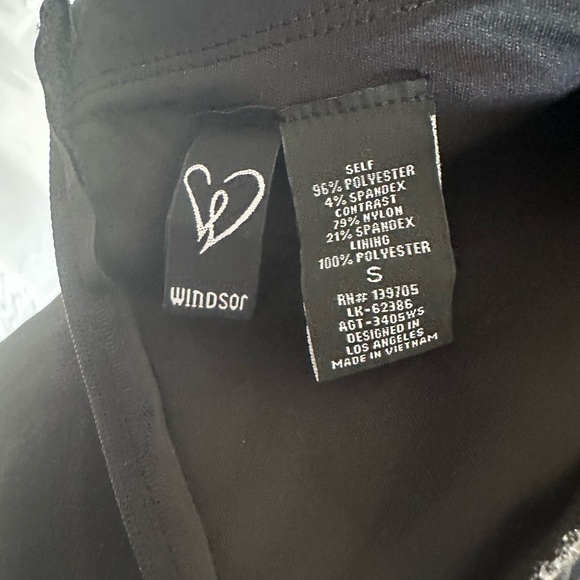 WINDSOR
SELF
96% POLYESTER
4% SPANDEX
CONTRAST
79% NYLON
21% SPANDEX
LINING
100% POLYESTER
S
RN# 139705
LK-62386
AGT-3405WS
DESIGNED IN
LOS ANGELES
MADE IN VIETNAM